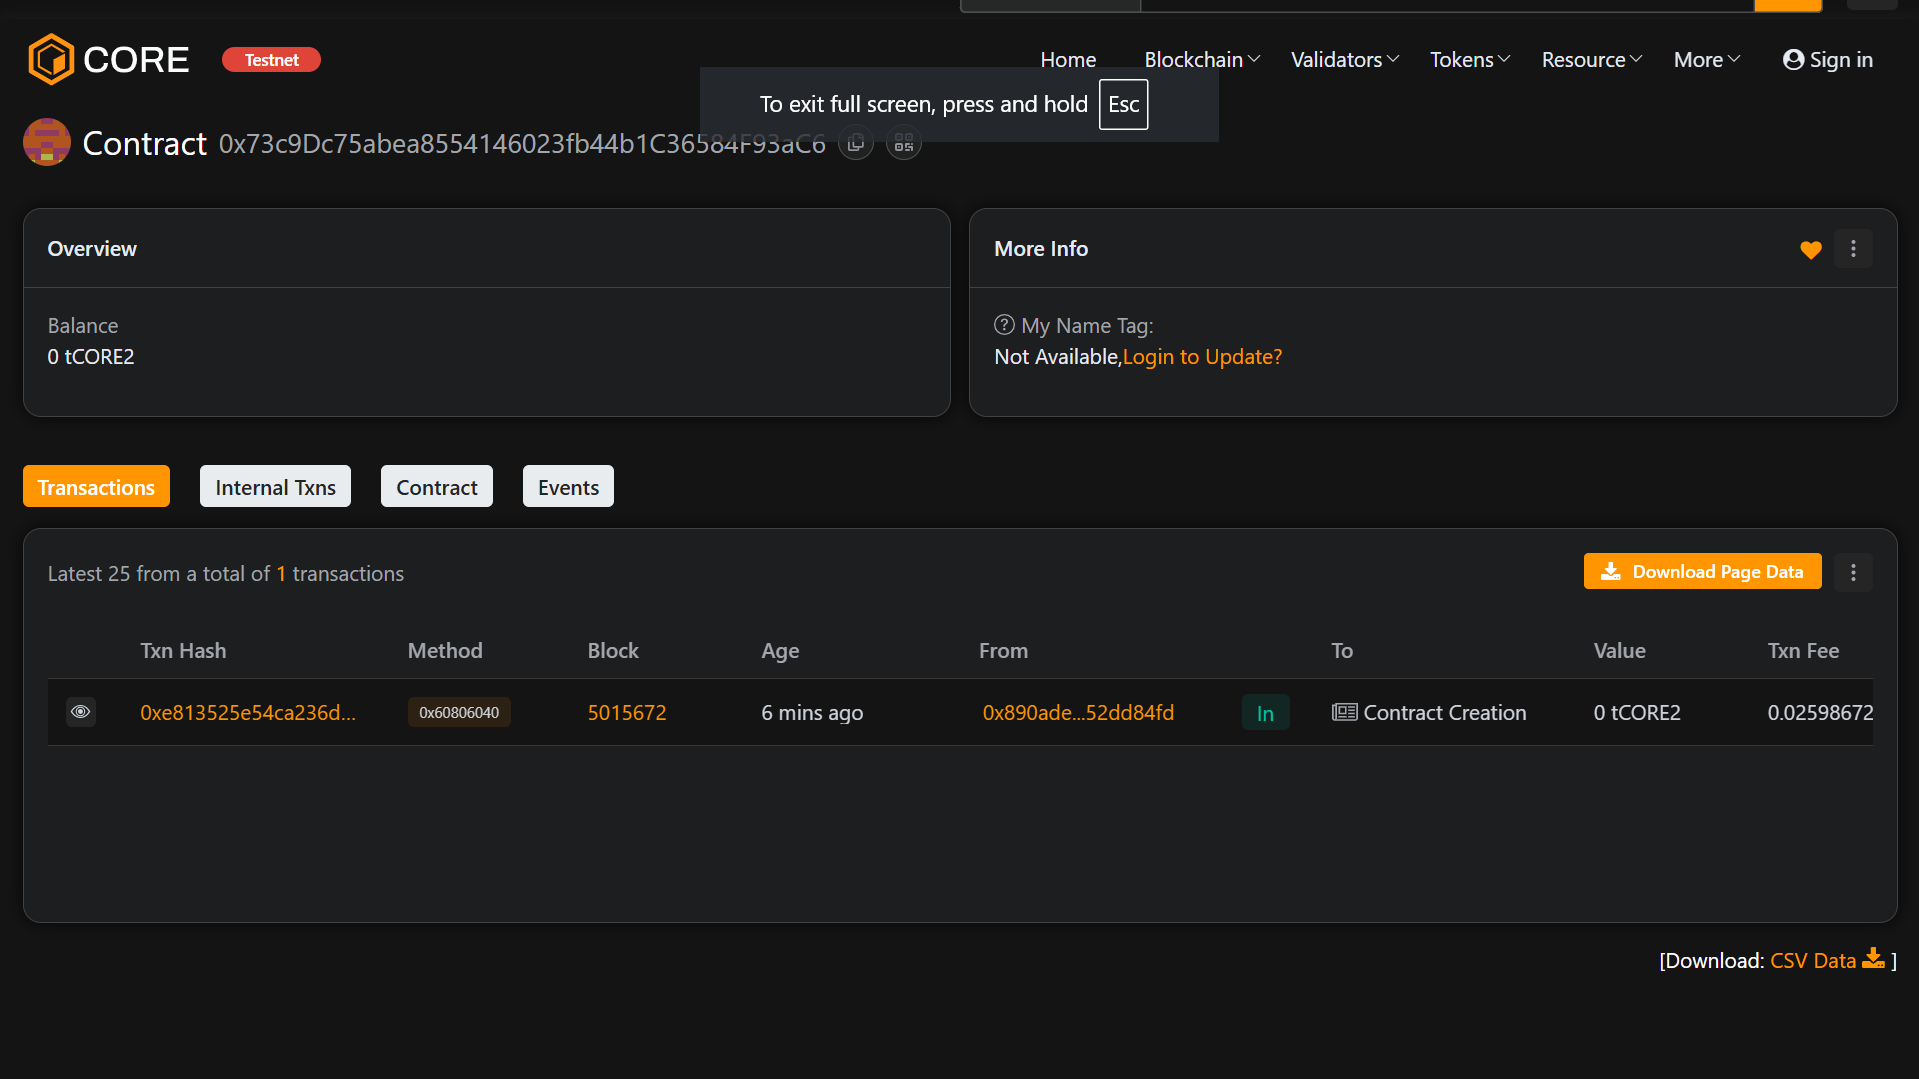 CORE
Testnet
Home Blockchain Validators Tokens Resource More Sign in
To exit full screen, press and hold Esc
Contract 0x73c9Dc75abea8554146023fb44b1C36584F93aC6
Overview
Balance
0 tCORE2
More Info
My Name Tag:
Not Available,Login to Update?
Transactions Internal Txns Contract Events
Latest 25 from a total of 1 transactions
Download Page Data
Txn Hash Method Block Age From To Value Txn Fee
0xe813525e54ca236d... 0x60806040 5015672 6 mins ago 0x890ade...52dd84fd In Contract Creation 0 tCORE2 0.02598672
[Download: CSV Data ]